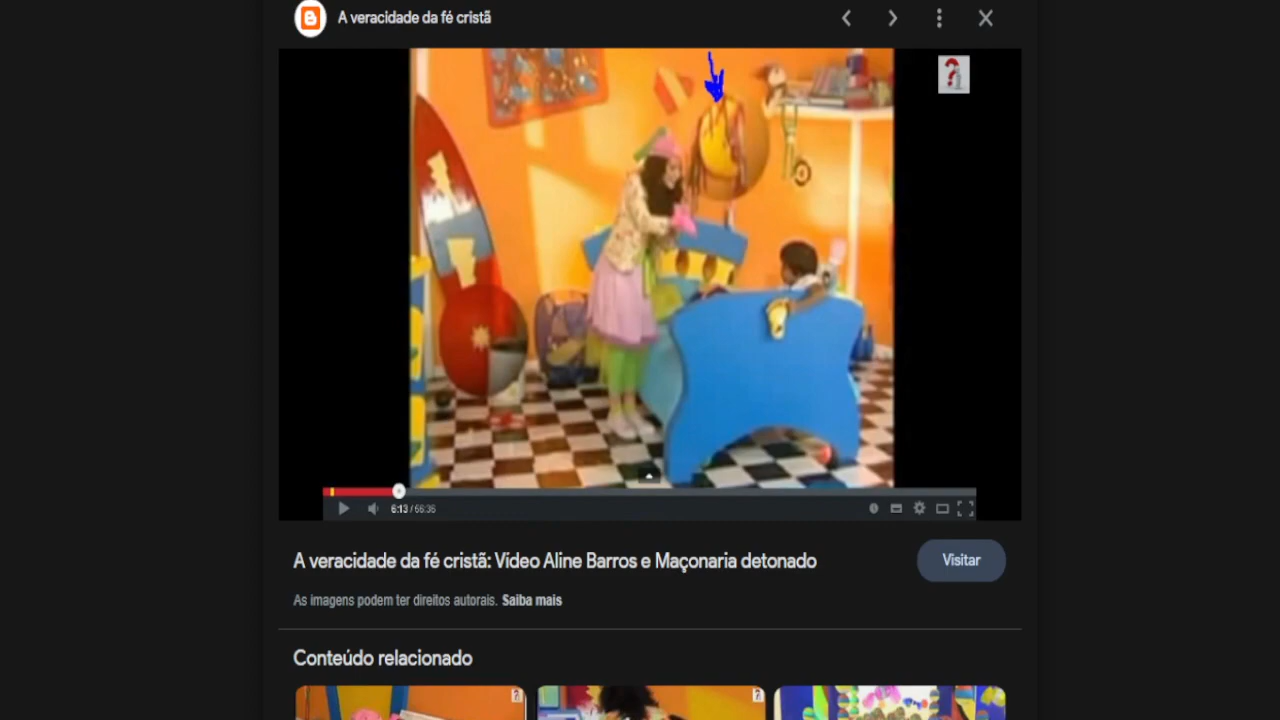 A veracidade da fé cristã
?
6:13 / 66:36
A veracidade da fé cristã: Vídeo Aline Barros e Maçonaria detonado
Visitar
As imagens podem ter direitos autorais. Saiba mais
Conteúdo relacionado